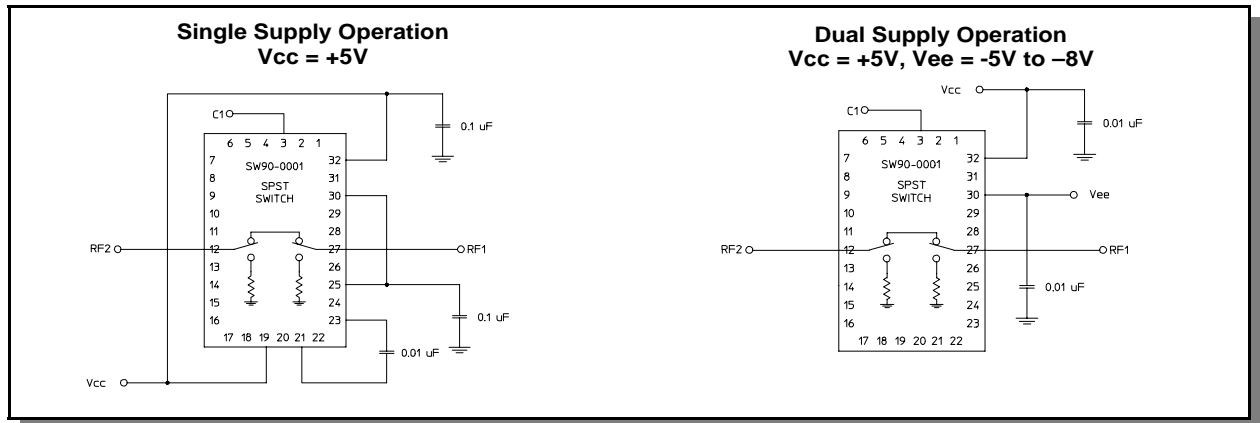 Single Supply Operation
Vcc = +5V
C1
0.1 uF
6 5 4 3 2 1
7
SW90-0001
32
8
SPST
31
9
SWITCH
30
10
29
11
28
RF2
12
27
RF1
13
26
14
25
15
24
16
23
0.1 uF
17 18 19 20 21 22
0.01 uF
Vcc
Dual Supply Operation
Vcc = +5V, Vee = -5V to –8V
Vcc
C1
0.01 uF
6 5 4 3 2 1
7
SW90-0001
32
8
SPST
31
9
SWITCH
30
Vee
10
29
11
28
RF2
12
27
RF1
13
26
14
25
0.01 uF
15
24
16
23
17 18 19 20 21 22